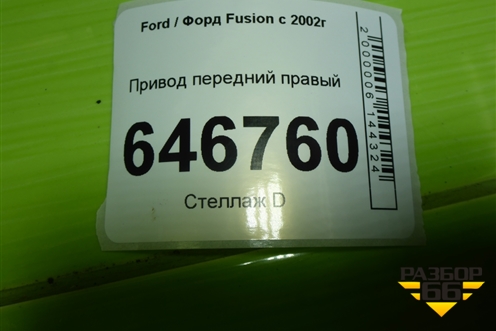 Ford / Форд Fusion с 2002г
Привод передний правый
646760
Стеллаж D
2000006144324
РАЗБОР
66